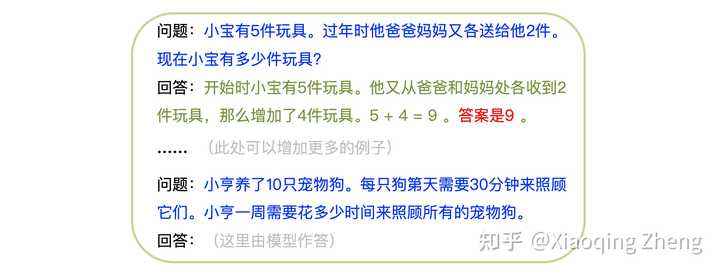 问题：小宝有5件玩具。过年时他爸爸妈妈又各送给他2件。
现在小宝有多少件玩具?
回答：开始时小宝有5件玩具。他又从爸爸和妈妈处各收到2
件玩具，那么增加了4件玩具。5 + 4 = 9 。答案是9 。
…… （此处可以增加更多的例子）
问题：小亨养了10只宠物狗。每只狗第天需要30分钟来照顾
它们。小亨一周需要花多少时间来照顾所有的宠物狗。
回答：（这里由模型作答）
知乎 @Xiaoqing Zheng